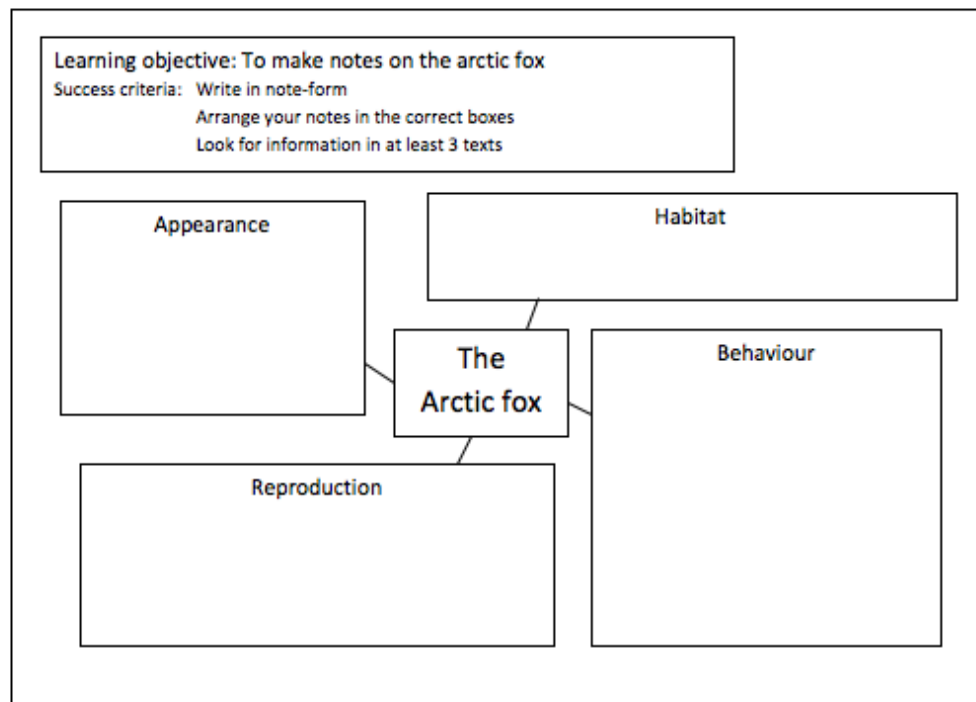 Learning objective: To make notes on the arctic fox
Success criteria: Write in note-form
Arrange your notes in the correct boxes
Look for information in at least 3 texts
Appearance
Habitat
The
Arctic fox
Behaviour
Reproduction